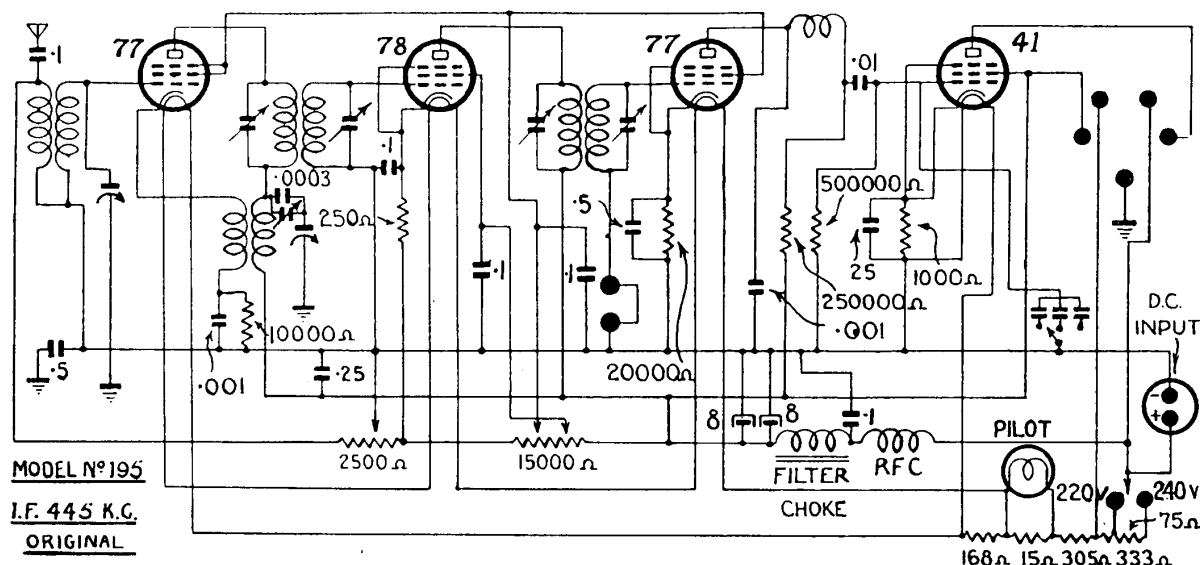 77
78
77
41
.1
.01
.1
.0003
250Ω
.5
500000Ω
.25
1000Ω
D.C.
INPUT
.1
.1
10000Ω
250000Ω
.001
.001
.5
.25
20000Ω
-
+
8
8
.1
PILOT
2500Ω
15000Ω
FILTER
CHOKE
RFC
220V
240V
75Ω
168Ω 15Ω 305Ω 333Ω
MODEL Nº 195
I.F. 445 K.C.
ORIGINAL